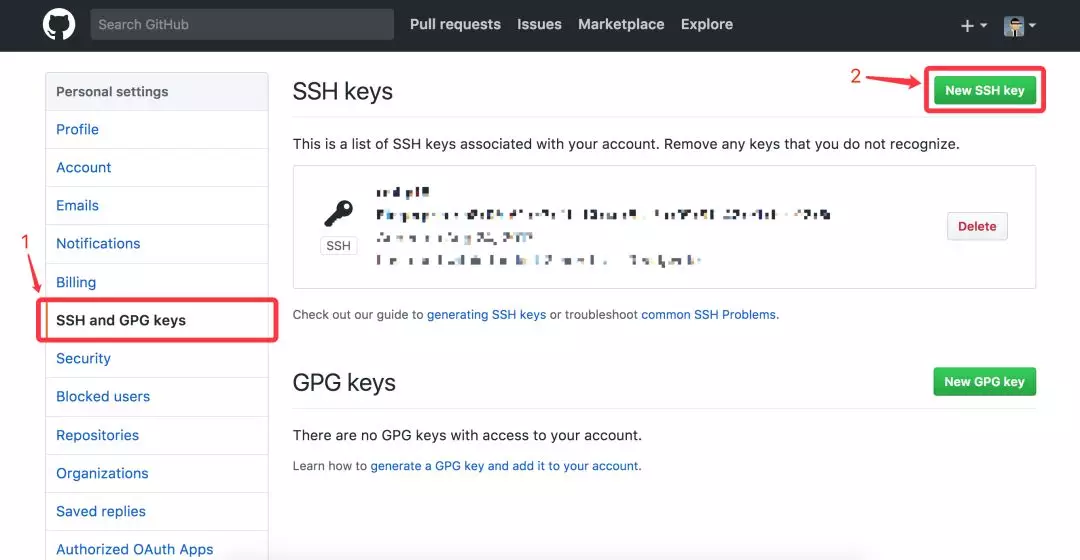 Search GitHub
Pull requests
Issues
Marketplace
Explore
Personal settings
Profile
Account
Emails
Notifications
1
Billing
SSH and GPG keys
Security
Blocked users
Repositories
Organizations
Saved replies
Authorized OAuth Apps
SSH keys
2
New SSH key
This is a list of SSH keys associated with your account. Remove any keys that you do not recognize.
SSH
Delete
Check out our guide to generating SSH keys or troubleshoot common SSH Problems.
GPG keys
New GPG key
There are no GPG keys with access to your account.
Learn how to generate a GPG key and add it to your account.